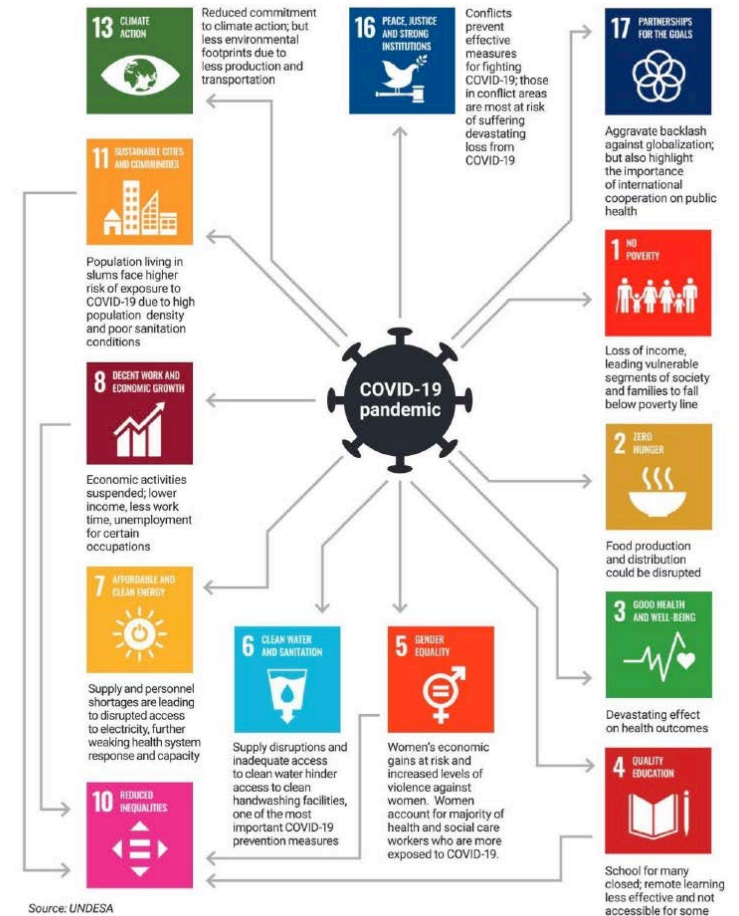 13 CLIMATE
ACTION
Reduced commitment
to climate action; but
less environmental
footprints due to
less production and
transportation
16 PEACE, JUSTICE
AND STRONG
INSTITUTIONS
Conflicts
prevent
effective
measures
for fighting
COVID-19; those
in conflict areas
are most at risk
of suffering
devastating
loss from
COVID-19
17 PARTNERSHIPS
FOR THE GOALS
Aggravate backlash
against globalization;
but also highlight
the importance
of international
cooperation on public
health
11 SUSTAINABLE CITIES
AND COMMUNITIES
Population living in
slums face higher
risk of exposure to
COVID-19 due to high
population density
and poor sanitation
conditions
1 NO
POVERTY
Loss of income,
leading vulnerable
segments of society
and families to fall
below poverty line
COVID-19
pandemic
8 DECENT WORK AND
ECONOMIC GROWTH
Economic activities
suspended; lower
income, less work
time, unemployment
for certain
occupations
2 ZERO
HUNGER
Food production
and distribution
could be disrupted
7 AFFORDABLE AND
CLEAN ENERGY
Supply and personnel
shortages are leading
to disrupted access
to electricity, further
weaking health system
response and capacity
6 CLEAN WATER
AND SANITATION
Supply disruptions and
inadequate access
to clean water hinder
access to clean
handwashing facilities,
one of the most
important COVID-19
prevention measures
5 GENDER
EQUALITY
Women's economic
gains at risk and
increased levels of
violence against
women. Women
account for majority of
health and social care
workers who are more
exposed to COVID-19.
3 GOOD HEALTH
AND WELL-BEING
Devastating effect
on health outcomes
4 QUALITY
EDUCATION
School for many
closed; remote learning
less effective and not
accessible for some
10 REDUCED
INEQUALITIES
Source: UNDESA